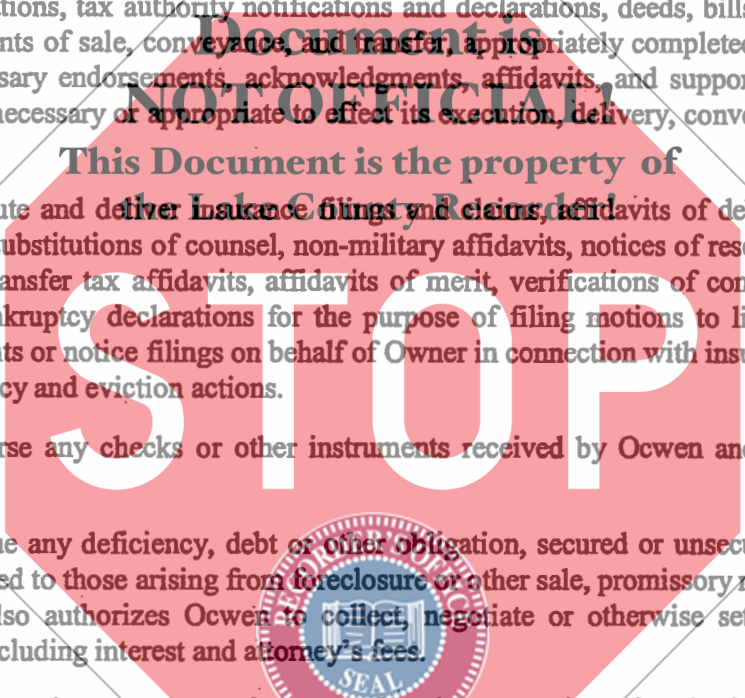 tions, tax authority notifications and declarations, deeds, bills
Document is
nts of sale, conveyance, and transfer, appropriately completed
sary endorsements, acknowledgments, affidavits, and suppor
NOT OFFICIAL!
necessary or appropriate to effect its execution, delivery, conve
This Document is the property of
the Lake County Recorder!
ute and deliver insurance filings and claims, affidavits of de
ubstitutions of counsel, non-military affidavits, notices of resc
ansfer tax affidavits, affidavits of merit, verifications of com
nkruptcy declarations for the purpose of filing motions to li
ts or notice filings on behalf of Owner in connection with insu
cy and eviction actions.
STOP
rse any checks or other instruments received by Ocwen and
ue any deficiency, debt or other obligation, secured or unsecu
ed to those arising from foreclosure or other sale, promissory n
lso authorizes Ocwen to collect, negotiate or otherwise set
cluding interest and attorney's fees.
SEAL